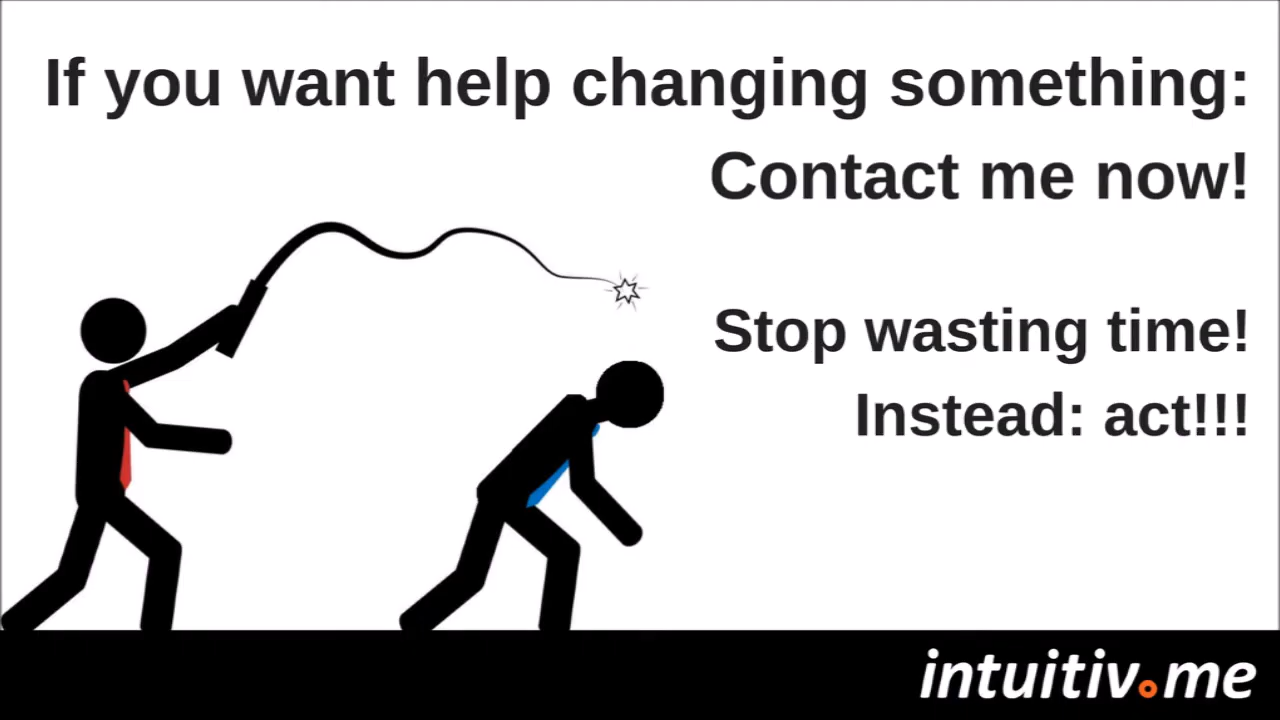 If you want help changing something:
Contact me now!
Stop wasting time!
Instead: act!!!
intuitiv.me